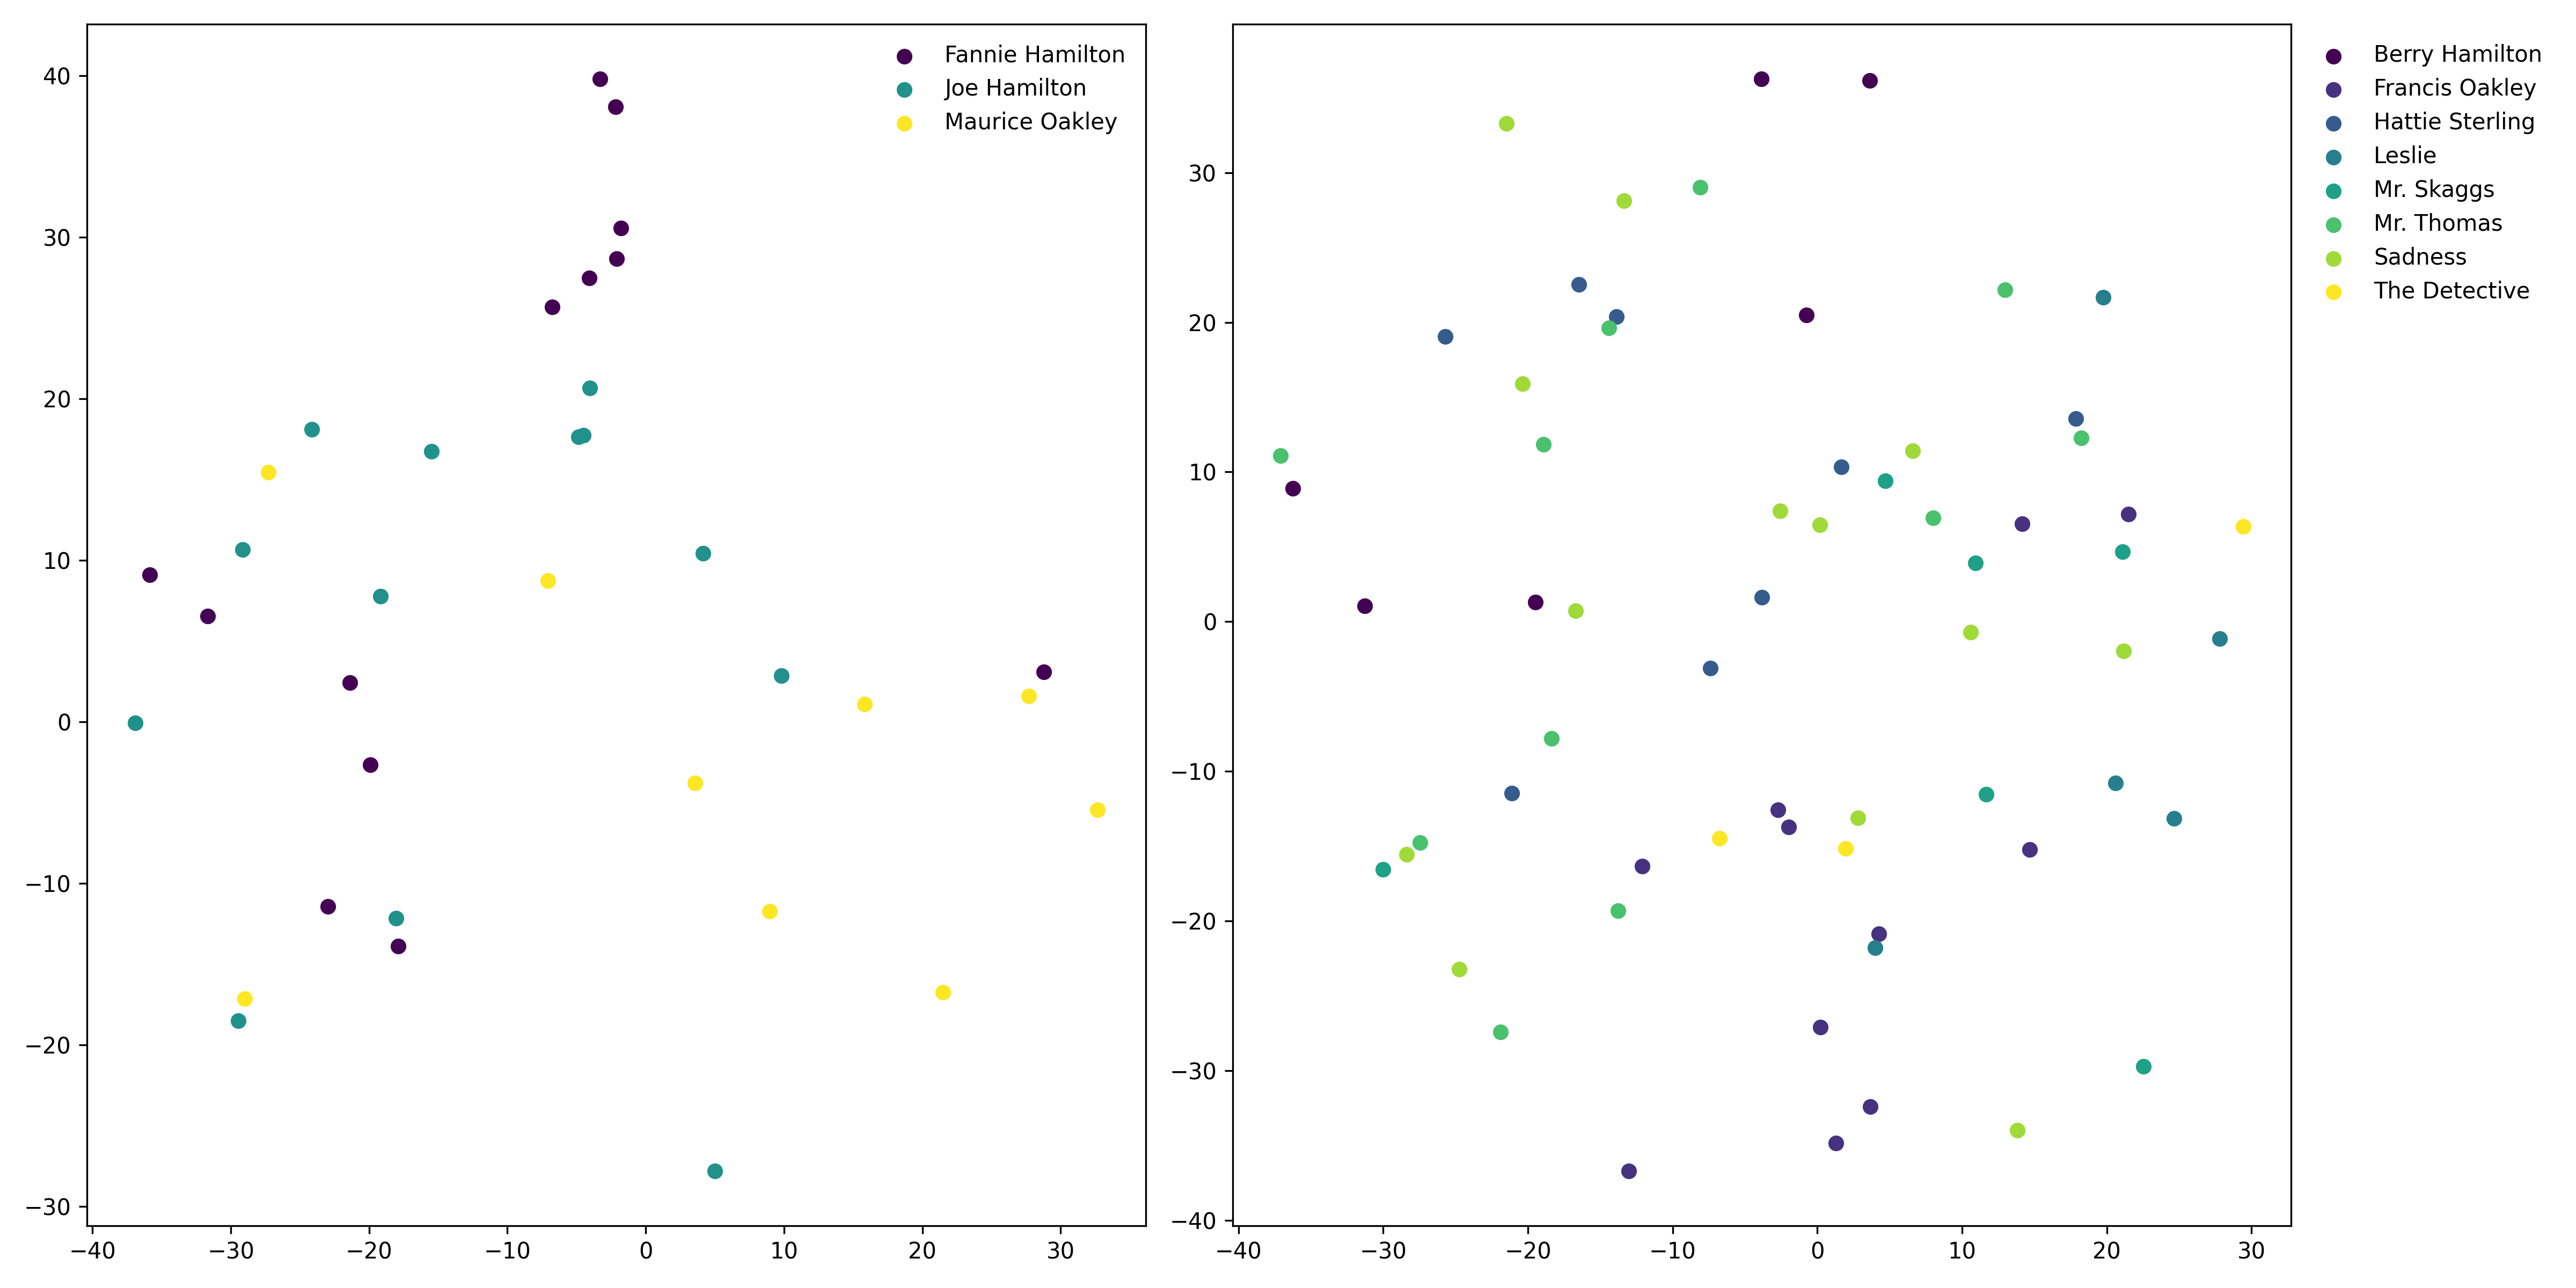 Fannie Hamilton
Joe Hamilton
Maurice Oakley
40
30
20
10
0
−10
−20
−30
−40 −30 −20 −10 0 10 20 30
Berry Hamilton
Francis Oakley
Hattie Sterling
Leslie
Mr. Skaggs
Mr. Thomas
Sadness
The Detective
30
20
10
0
−10
−20
−30
−40
−40 −30 −20 −10 0 10 20 30